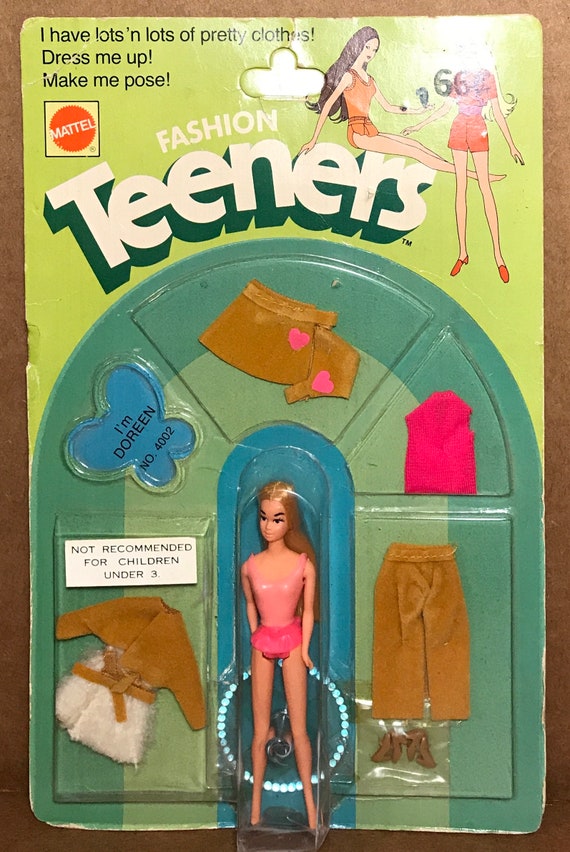 I have lots 'n lots of pretty clothes!
Dress me up!
Make me pose!
66¢
MATTEL
®
FASHION
Teeners
™
I'm
DOREEN
NO. 4002
NOT RECOMMENDED
FOR CHILDREN
UNDER 3.